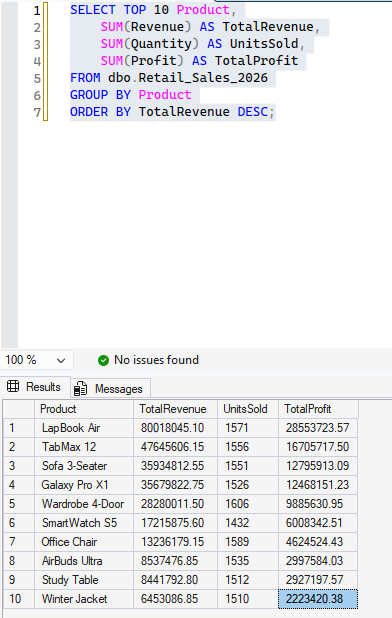 1 SELECT TOP 10 Product,
2 SUM(Revenue) AS TotalRevenue,
3 SUM(Quantity) AS UnitsSold,
4 SUM(Profit) AS TotalProfit
5 FROM dbo.Retail_Sales_2026
6 GROUP BY Product
7 ORDER BY TotalRevenue DESC;
100 % No issues found
Results Messages
Product TotalRevenue UnitsSold TotalProfit
1 LapBook Air 80018045.10 1571 28553723.57
2 TabMax 12 47645606.15 1556 16705717.50
3 Sofa 3-Seater 35934812.55 1551 12795913.09
4 Galaxy Pro X1 35679822.75 1526 12468151.23
5 Wardrobe 4-Door 28280011.50 1606 9885630.95
6 SmartWatch S5 17215875.60 1432 6008342.51
7 Office Chair 13236179.15 1589 4624524.43
8 AirBuds Ultra 8537476.85 1535 2997584.03
9 Study Table 8441792.80 1512 2927197.57
10 Winter Jacket 6453086.85 1510 2223420.38